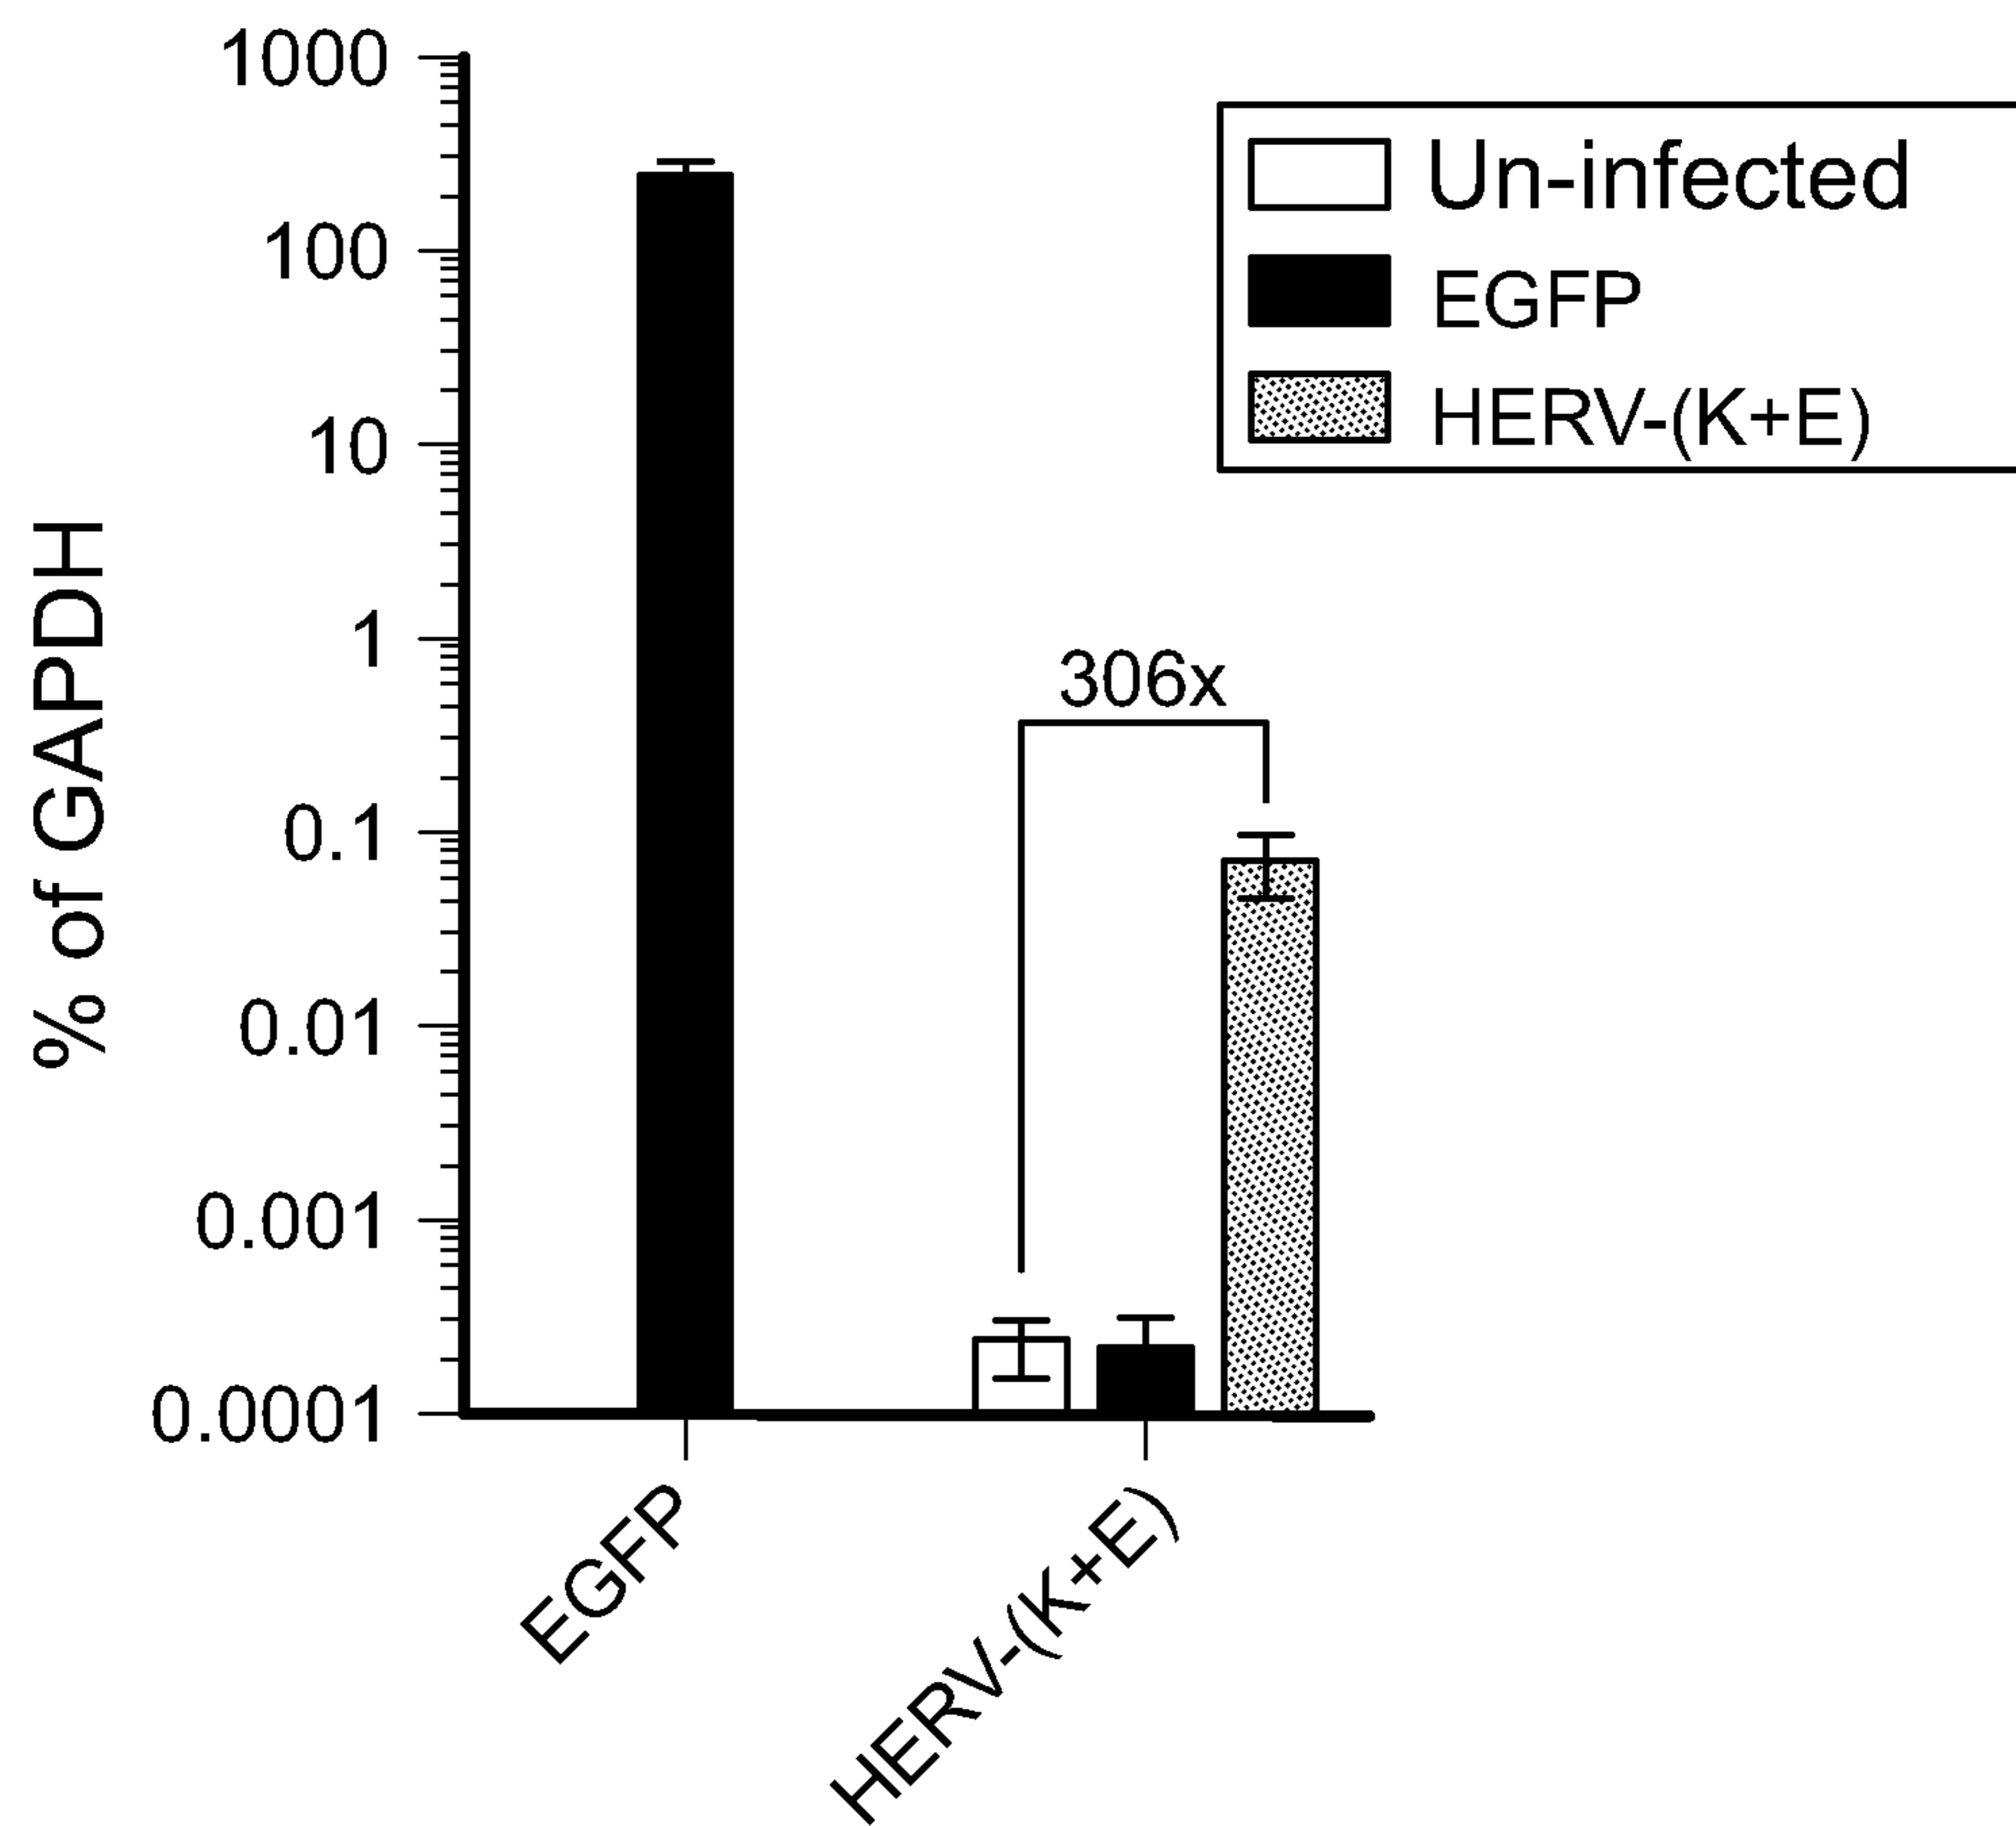 1000
100
10
1
0.1
0.01
0.001
0.0001
% of GAPDH
Un-infected
EGFP
HERV-(K+E)
306x
EGFP
HERV-(K+E)